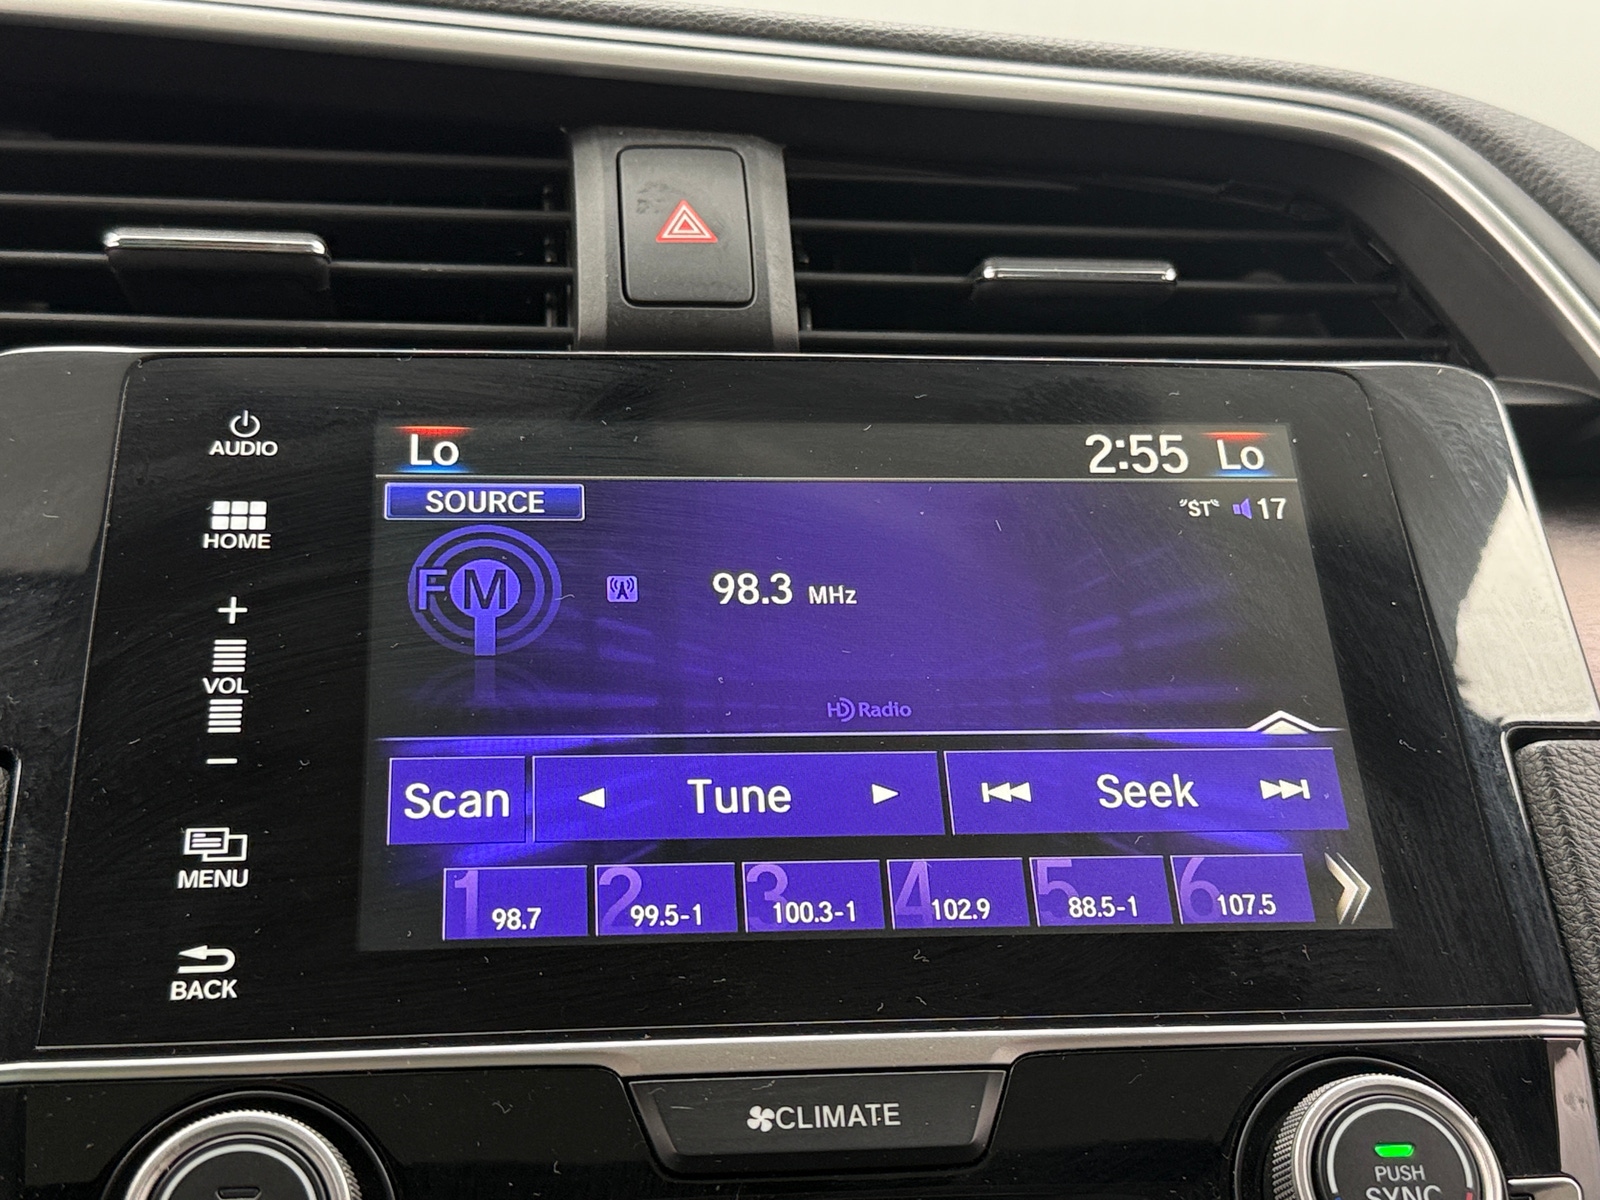 AUDIO
HOME
VOL
MENU
BACK
Lo
2:55
Lo
SOURCE
"ST"
17
FM
98.3 MHz
HD Radio
Scan
Tune
Seek
1 98.7
2 99.5-1
3 100.3-1
4 102.9
5 88.5-1
6 107.5
CLIMATE
PUSH
SYNC